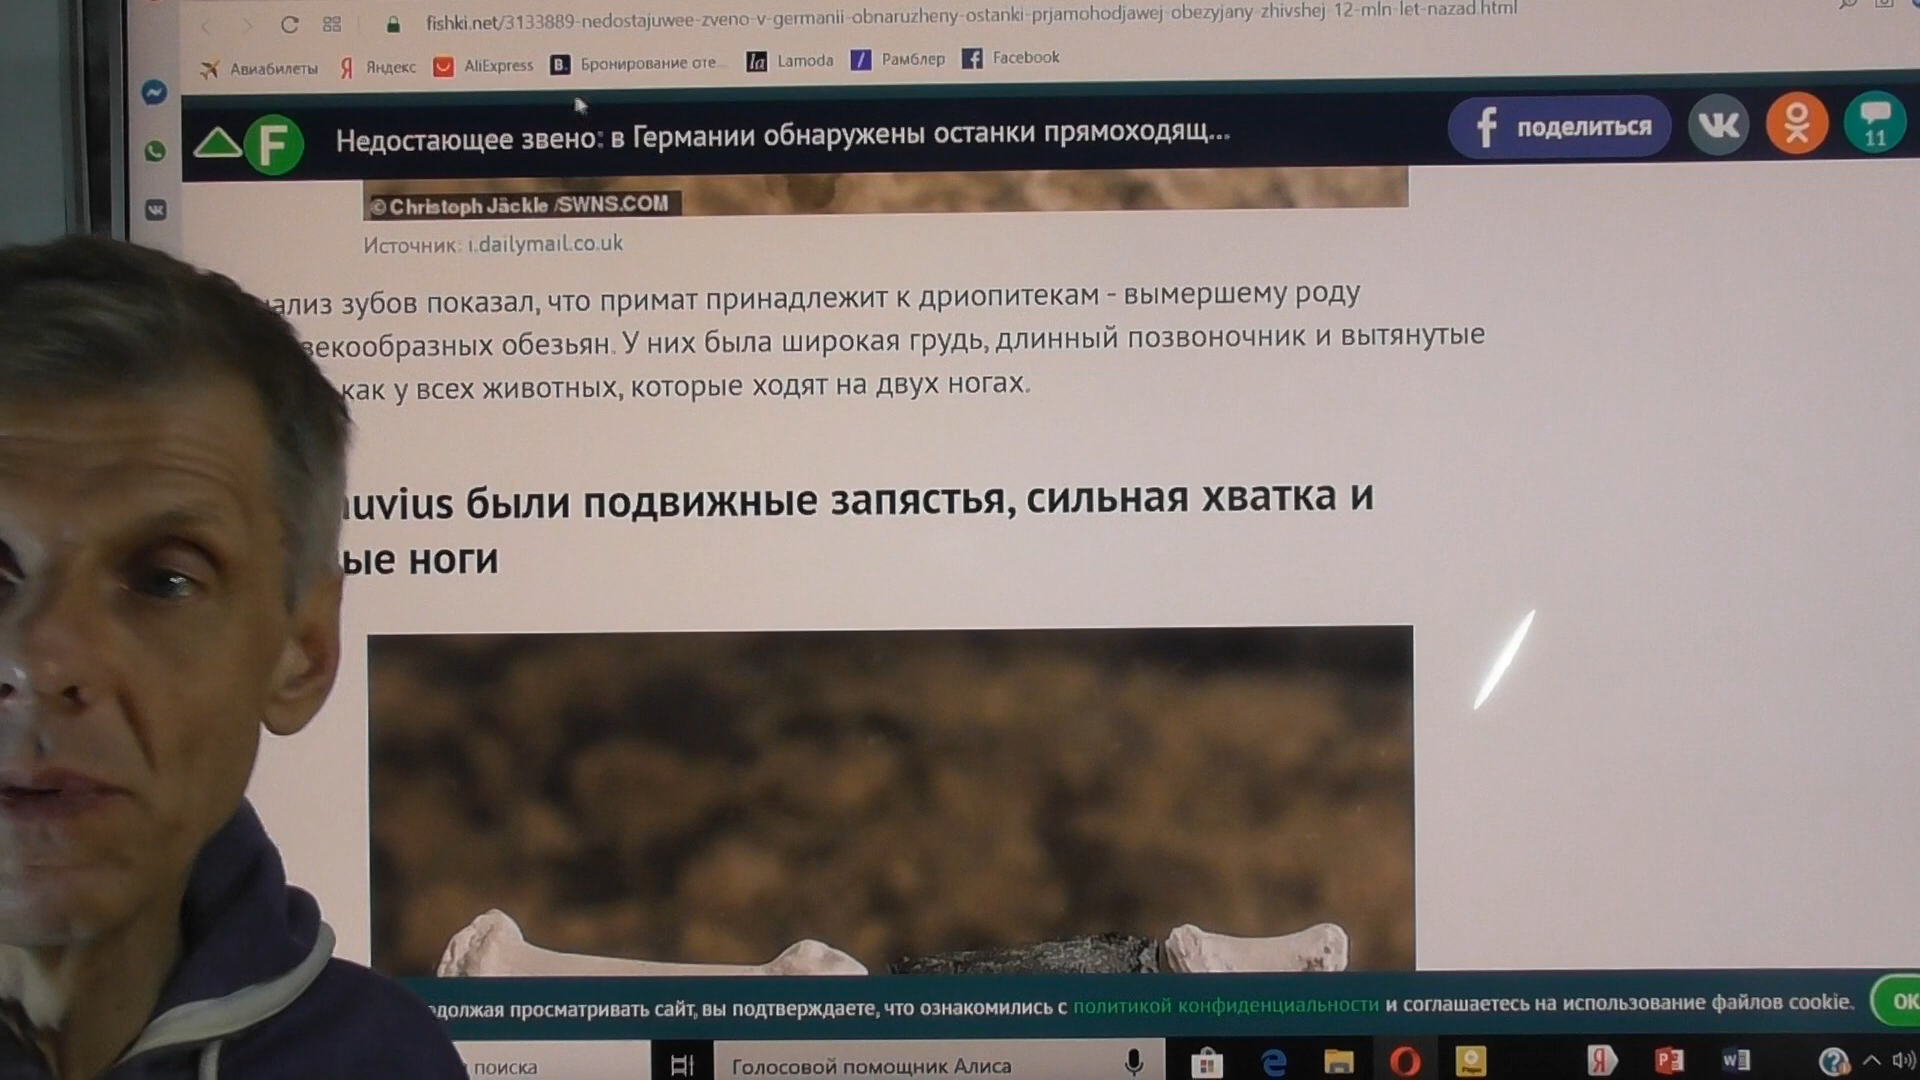 fishki.net/3133889-nedostajuwee-zveno-v-germanii-obnaruzheny-ostanki-prjamohodjawej-obezyjany-zhivshej-12-mln-let-nazad.html
Авиабилеты Яндекс AliExpress B. Бронирование оте... la Lamoda Рамблер Facebook
F Недостающее звено: в Германии обнаружены останки прямоходящ... f поделиться 11
© Christoph Jäckle /SWNS.COM
Источник: i.dailymail.co.uk
ализ зубов показал, что примат принадлежит к дриопитекам - вымершему роду
векообразных обезьян. У них была широкая грудь, длинный позвоночник и вытянутые
как у всех животных, которые ходят на двух ногах.
uvius были подвижные запястья, сильная хватка и
ые ноги
должая просматривать сайт, вы подтверждаете, что ознакомились с политикой конфиденциальности и соглашаетесь на использование файлов cookie. OK
поиска Голосовой помощник Алиса